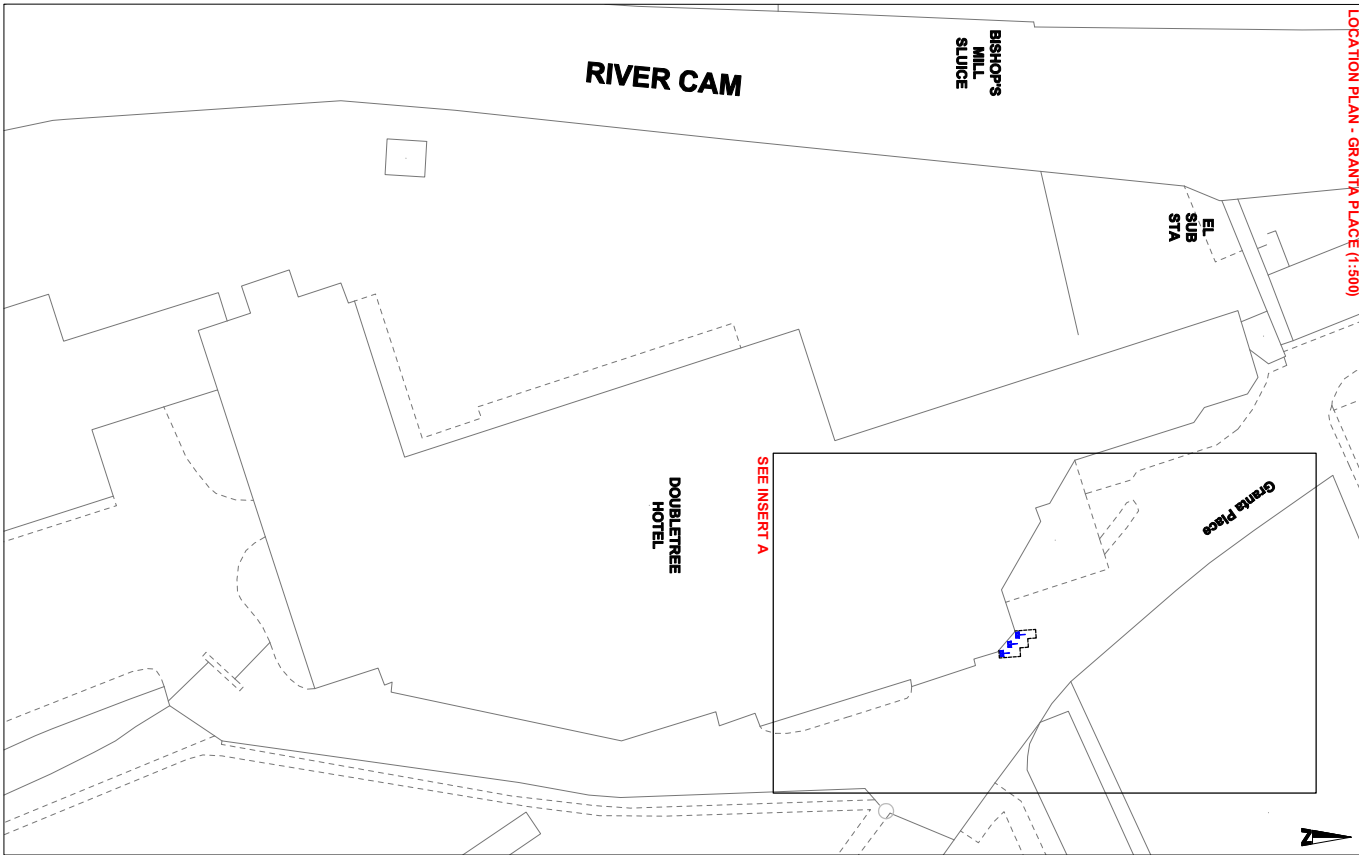 LOCATION PLAN - GRANTA PLACE (1:500)
RIVER CAM
BISHOP'S
MILL
SLUICE
EL
SUB
STA
SEE INSERT A
DOUBLETREE
HOTEL
Granta Place
N